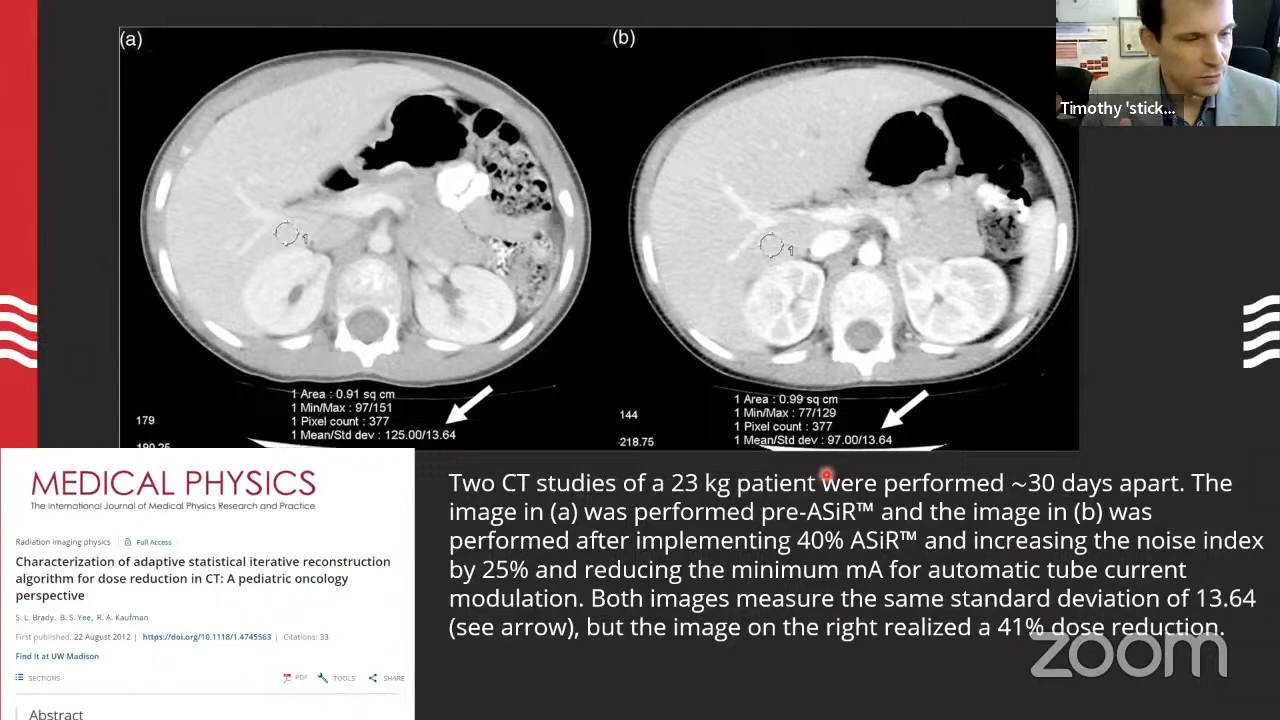 (a)
(b)
Timothy 'stick...
1
1
1 Area : 0.91 sq cm
1 Min/Max : 97/151
1 Pixel count : 377
1 Mean/Std dev : 125.00/13.64
179
1 Area : 0.99 sq cm
1 Min/Max : 77/129
1 Pixel count : 377
1 Mean/Std dev : 97.00/13.64
144
-218.75
MEDICAL PHYSICS
The International Journal of Medical Physics Research and Practice
Radiation imaging physics
Full Access
Characterization of adaptive statistical iterative reconstruction
algorithm for dose reduction in CT: A pediatric oncology
perspective
S. L. Brady, B. S. Yee, R. A. Kaufman
First published: 22 August 2012 | https://doi.org/10.1118/1.4745563 | Citations: 33
Find It at UW Madison
SECTIONS
PDF
TOOLS
SHARE
Abstract
Two CT studies of a 23 kg patient were performed ~30 days apart. The
image in (a) was performed pre-ASiR™ and the image in (b) was
performed after implementing 40% ASiR™ and increasing the noise index
by 25% and reducing the minimum mA for automatic tube current
modulation. Both images measure the same standard deviation of 13.64
(see arrow), but the image on the right realized a 41% dose reduction.
zoom